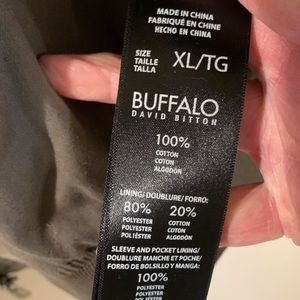 MADE IN CHINA
FABRIQUÉ EN CHINE
HECHO EN CHINA
SIZE
TAILLE
TALLA
XL/TG
BUFFALO
DAVID BITTON
100%
COTTON
COTON
ALGODÓN
LINING/DOUBLURE/FORRO:
80% 20%
POLYESTER COTTON
POLYESTER COTON
POLIÉSTER ALGODÓN
SLEEVE AND POCKET LINING/
DOUBLURE MANCHE ET POCHE/
FORRO DE BOLSILLO Y MANGA:
100%
POLYESTER